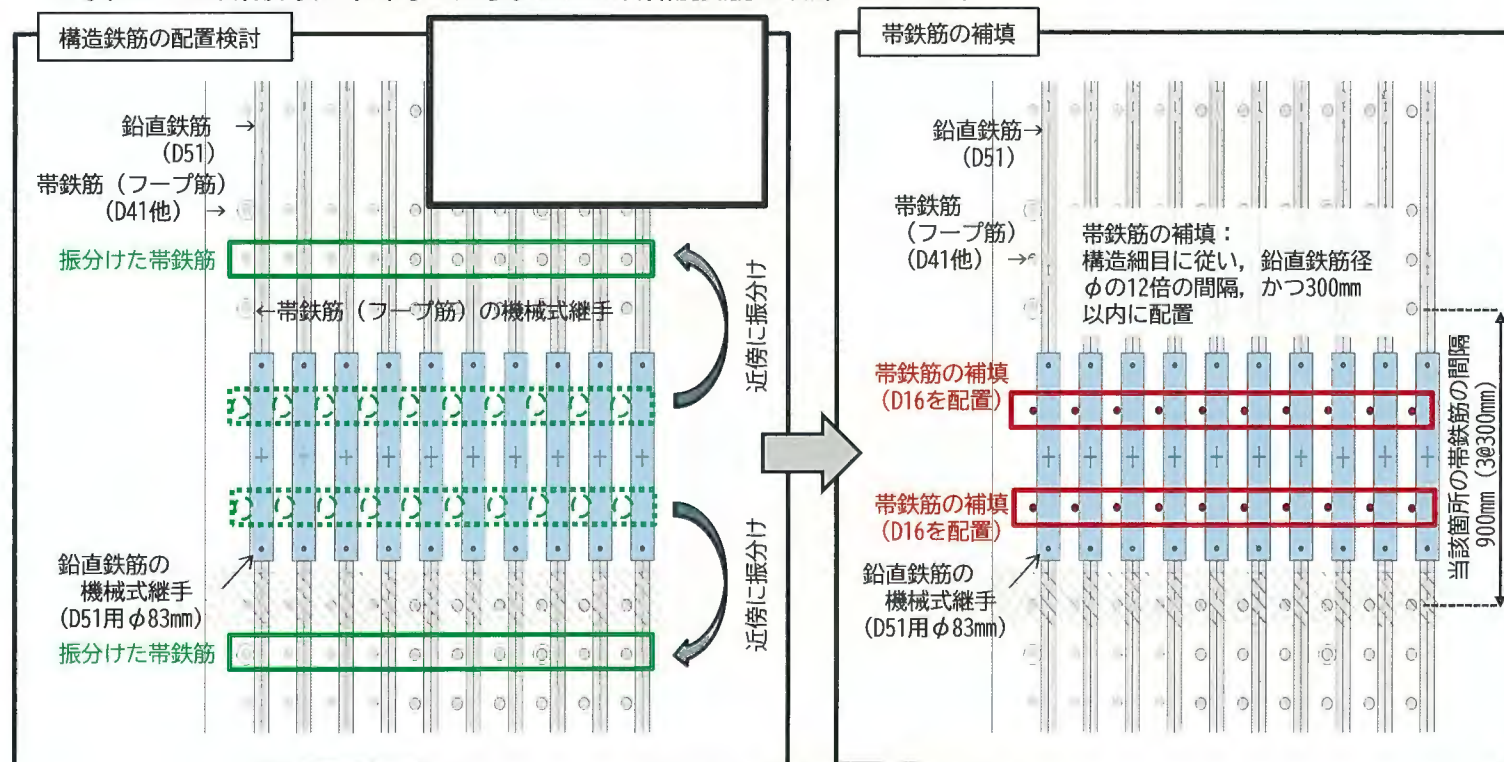 構造鉄筋の配置検討
鉛直鉄筋
(D51)
帯鉄筋（フープ筋）
(D41他)
振分けた帯鉄筋
←帯鉄筋（フープ筋）の機械式継手
近傍に振分け
近傍に振分け
鉛直鉄筋の
機械式継手
(D51用φ83mm)
振分けた帯鉄筋
帯鉄筋の補填
鉛直鉄筋
(D51)
帯鉄筋
（フープ筋）
(D41他)
帯鉄筋の補填：
構造細目に従い，鉛直鉄筋径
φの12倍の間隔，かつ300mm
以内に配置
帯鉄筋の補填
(D16を配置)
帯鉄筋の補填
(D16を配置)
鉛直鉄筋の
機械式継手
(D51用φ83mm)
当該箇所の帯鉄筋の間隔
900mm（3@300mm）